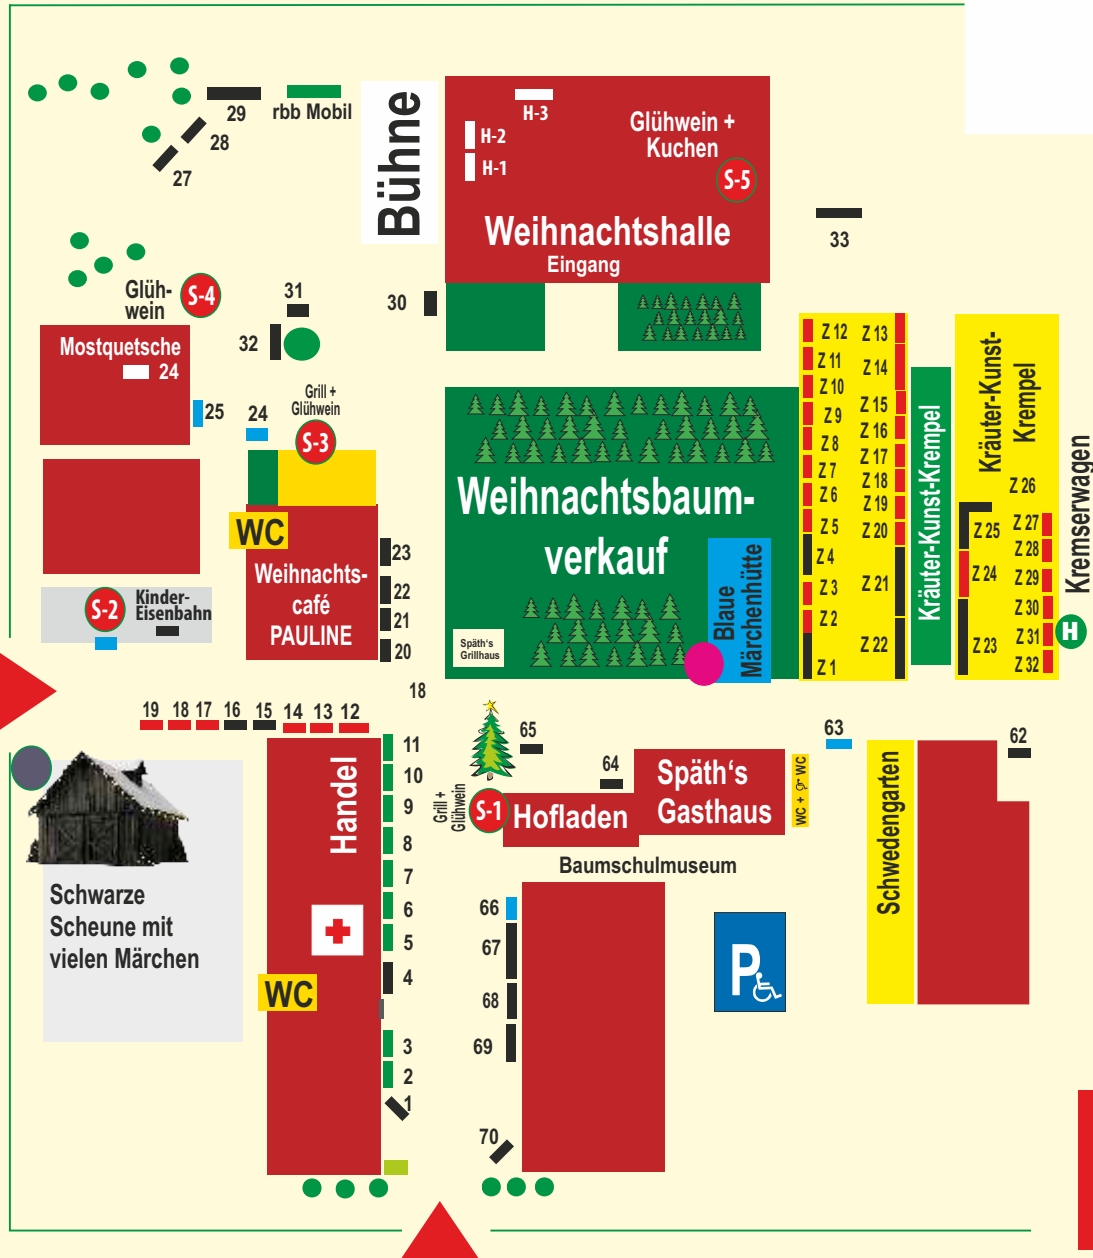 29
rbb Mobil
28
27
Bühne
H-3
H-2
H-1
Glühwein +
Kuchen
S-5
Weihnachtshalle
Eingang
33
Glüh-
wein
S-4
31
30
32
Mostquetsche
24
25
24
Grill +
Glühwein
S-3
WC
Weihnachts-
café
PAULINE
23
22
21
20
S-2
Kinder-
Eisenbahn
Weihnachtsbaum-
verkauf
Späth's
Grillhaus
Blaue
Märchenhütte
Z 12
Z 11
Z 10
Z 9
Z 8
Z 7
Z 6
Z 5
Z 4
Z 3
Z 2
Z 1
Z 13
Z 14
Z 15
Z 16
Z 17
Z 18
Z 19
Z 20
Z 21
Z 22
Kräuter-Kunst-Krempel
Kräuter-Kunst-
Krempel
Z 26
Z 25
Z 24
Z 23
Z 27
Z 28
Z 29
Z 30
Z 31
Z 32
Kremserwagen
H
18
19
18
17
16
15
14
13
12
11
10
9
8
7
6
5
4
3
2
1
Handel
WC
Schwarze
Scheune mit
vielen Märchen
Grill +
Glühwein
S-1
65
64
Hofladen
Späth's
Gasthaus
WC + WC
63
62
Schwedengarten
Baumschulmuseum
66
67
68
69
70
P